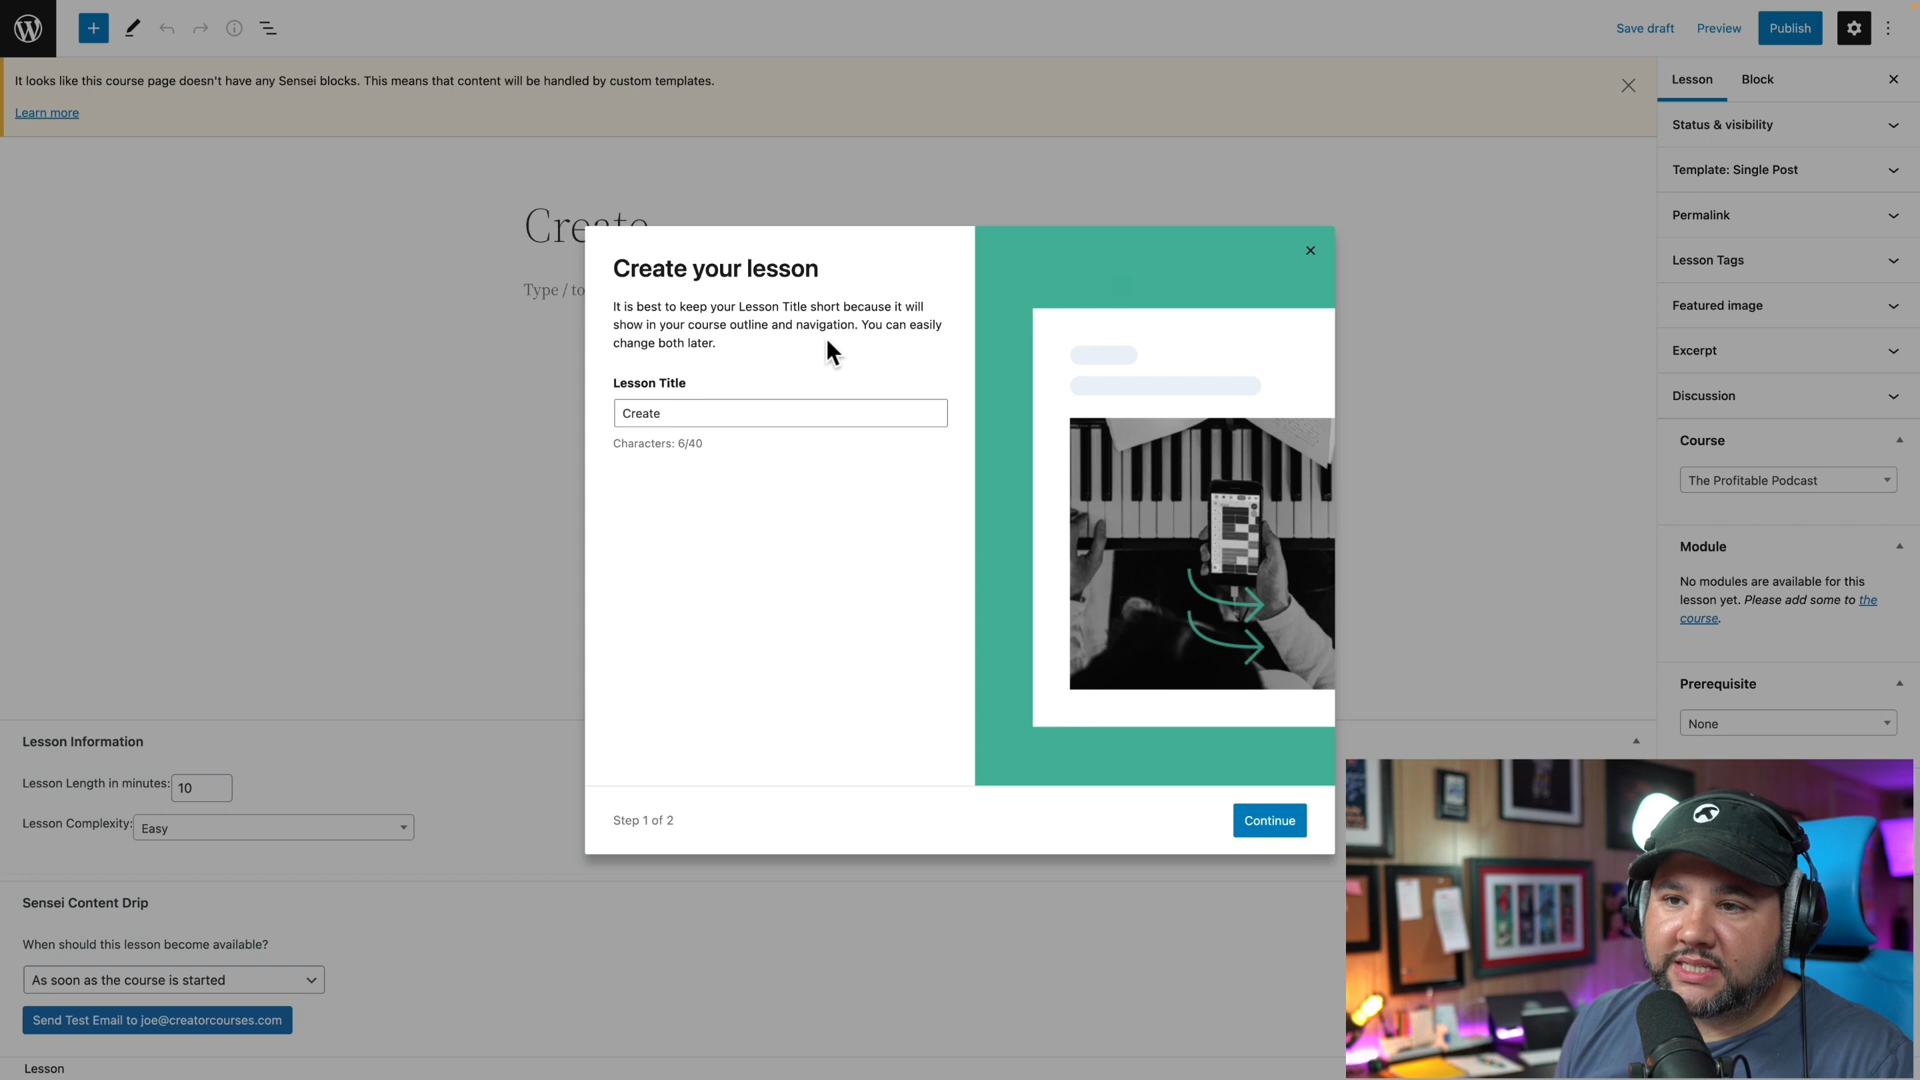 Save draft
Preview
Publish
It looks like this course page doesn't have any Sensei blocks. This means that content will be handled by custom templates.
Learn more
Lesson
Block
Status & visibility
Template: Single Post
Permalink
Lesson Tags
Featured image
Excerpt
Discussion
Course
The Profitable Podcast
Module
No modules are available for this
lesson yet. Please add some to the
course.
Prerequisite
None
Create
Type / to
Create your lesson
It is best to keep your Lesson Title short because it will
show in your course outline and navigation. You can easily
change both later.
Lesson Title
Create
Characters: 6/40
Step 1 of 2
Continue
Lesson Information
Lesson Length in minutes: 10
Lesson Complexity: Easy
Sensei Content Drip
When should this lesson become available?
As soon as the course is started
Send Test Email to joe@creatorcourses.com
Lesson